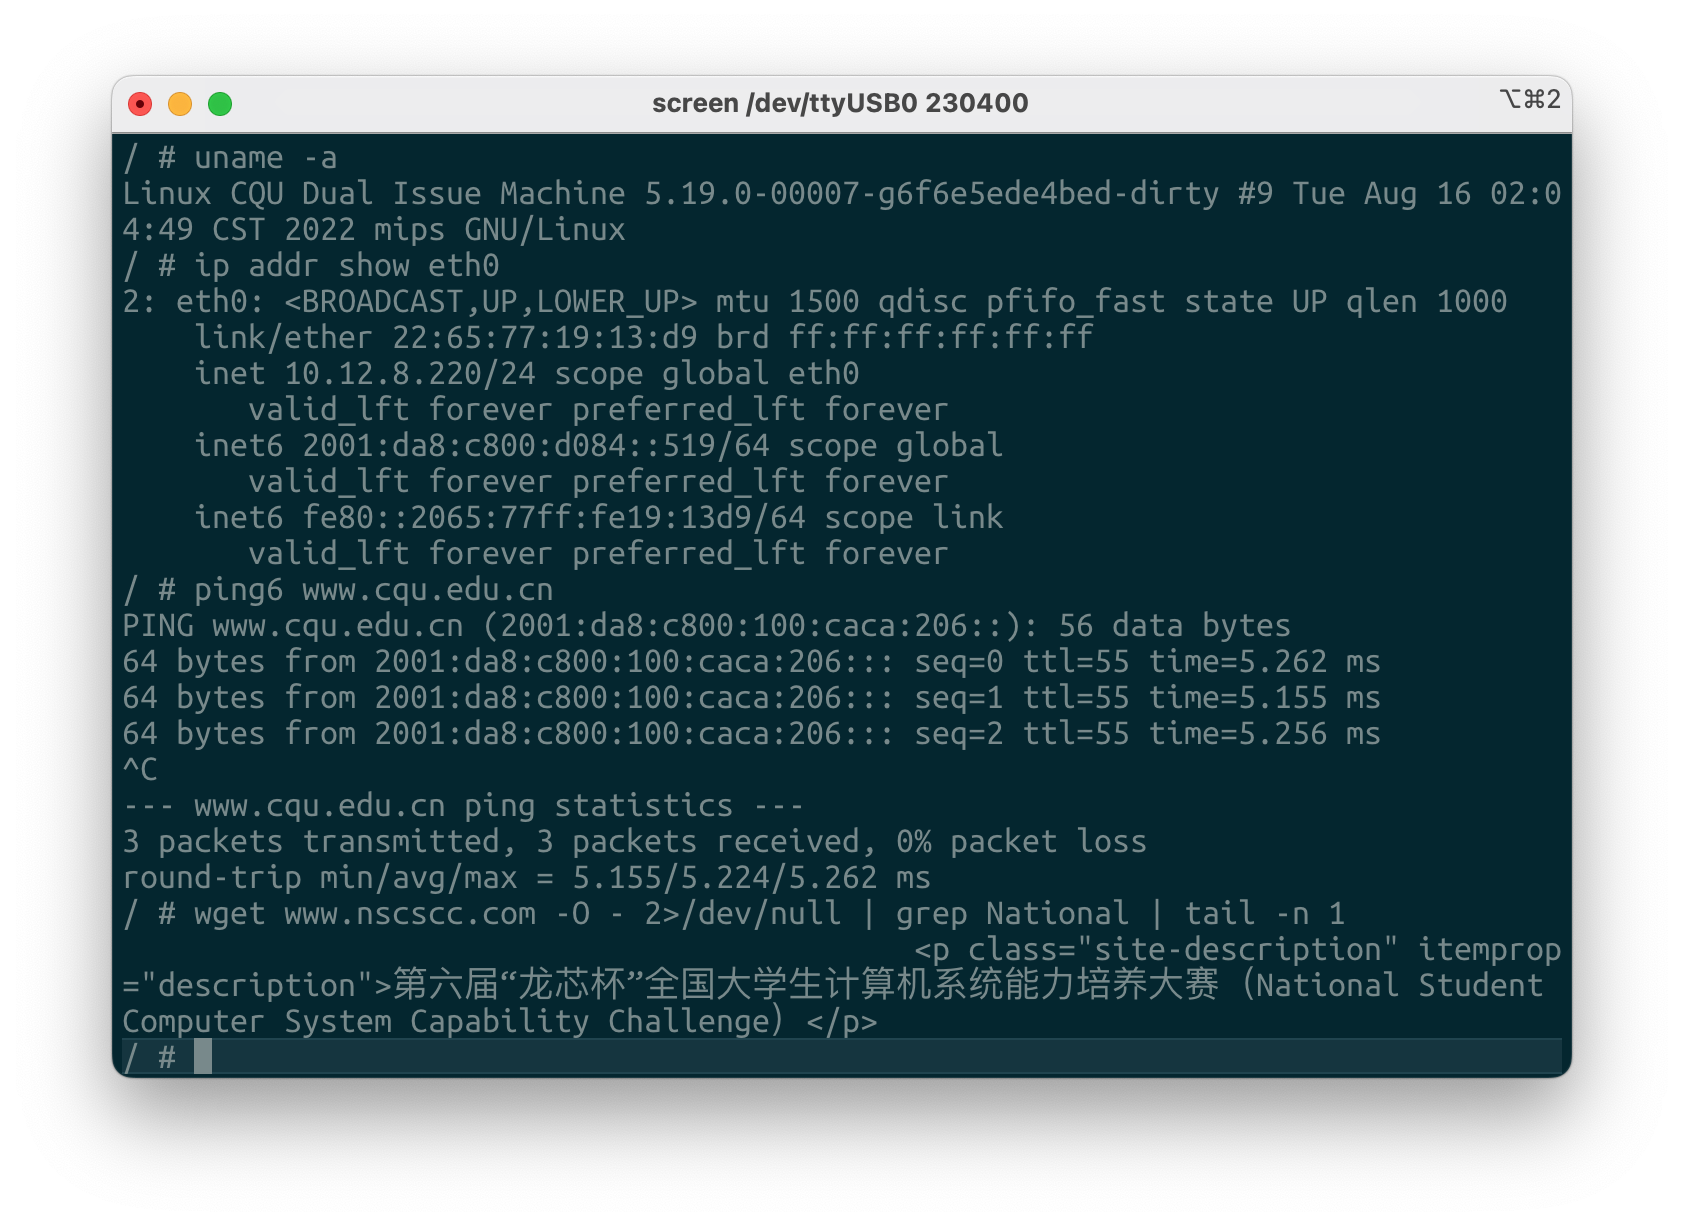 screen /dev/ttyUSB0 230400
⌥⌘2
/ # uname -a
Linux CQU Dual Issue Machine 5.19.0-00007-g6f6e5ede4bed-dirty #9 Tue Aug 16 02:0
4:49 CST 2022 mips GNU/Linux
/ # ip addr show eth0
2: eth0: <BROADCAST,UP,LOWER_UP> mtu 1500 qdisc pfifo_fast state UP qlen 1000
    link/ether 22:65:77:19:13:d9 brd ff:ff:ff:ff:ff:ff
    inet 10.12.8.220/24 scope global eth0
       valid_lft forever preferred_lft forever
    inet6 2001:da8:c800:d084::519/64 scope global
       valid_lft forever preferred_lft forever
    inet6 fe80::2065:77ff:fe19:13d9/64 scope link
       valid_lft forever preferred_lft forever
/ # ping6 www.cqu.edu.cn
PING www.cqu.edu.cn (2001:da8:c800:100:caca:206::): 56 data bytes
64 bytes from 2001:da8:c800:100:caca:206::: seq=0 ttl=55 time=5.262 ms
64 bytes from 2001:da8:c800:100:caca:206::: seq=1 ttl=55 time=5.155 ms
64 bytes from 2001:da8:c800:100:caca:206::: seq=2 ttl=55 time=5.256 ms
^C
--- www.cqu.edu.cn ping statistics ---
3 packets transmitted, 3 packets received, 0% packet loss
round-trip min/avg/max = 5.155/5.224/5.262 ms
/ # wget www.nscscc.com -O - 2>/dev/null | grep National | tail -n 1
                                            <p class="site-description" itemprop
="description">第六届“龙芯杯”全国大学生计算机系统能力培养大赛（National Student
Computer System Capability Challenge）</p>
/ #